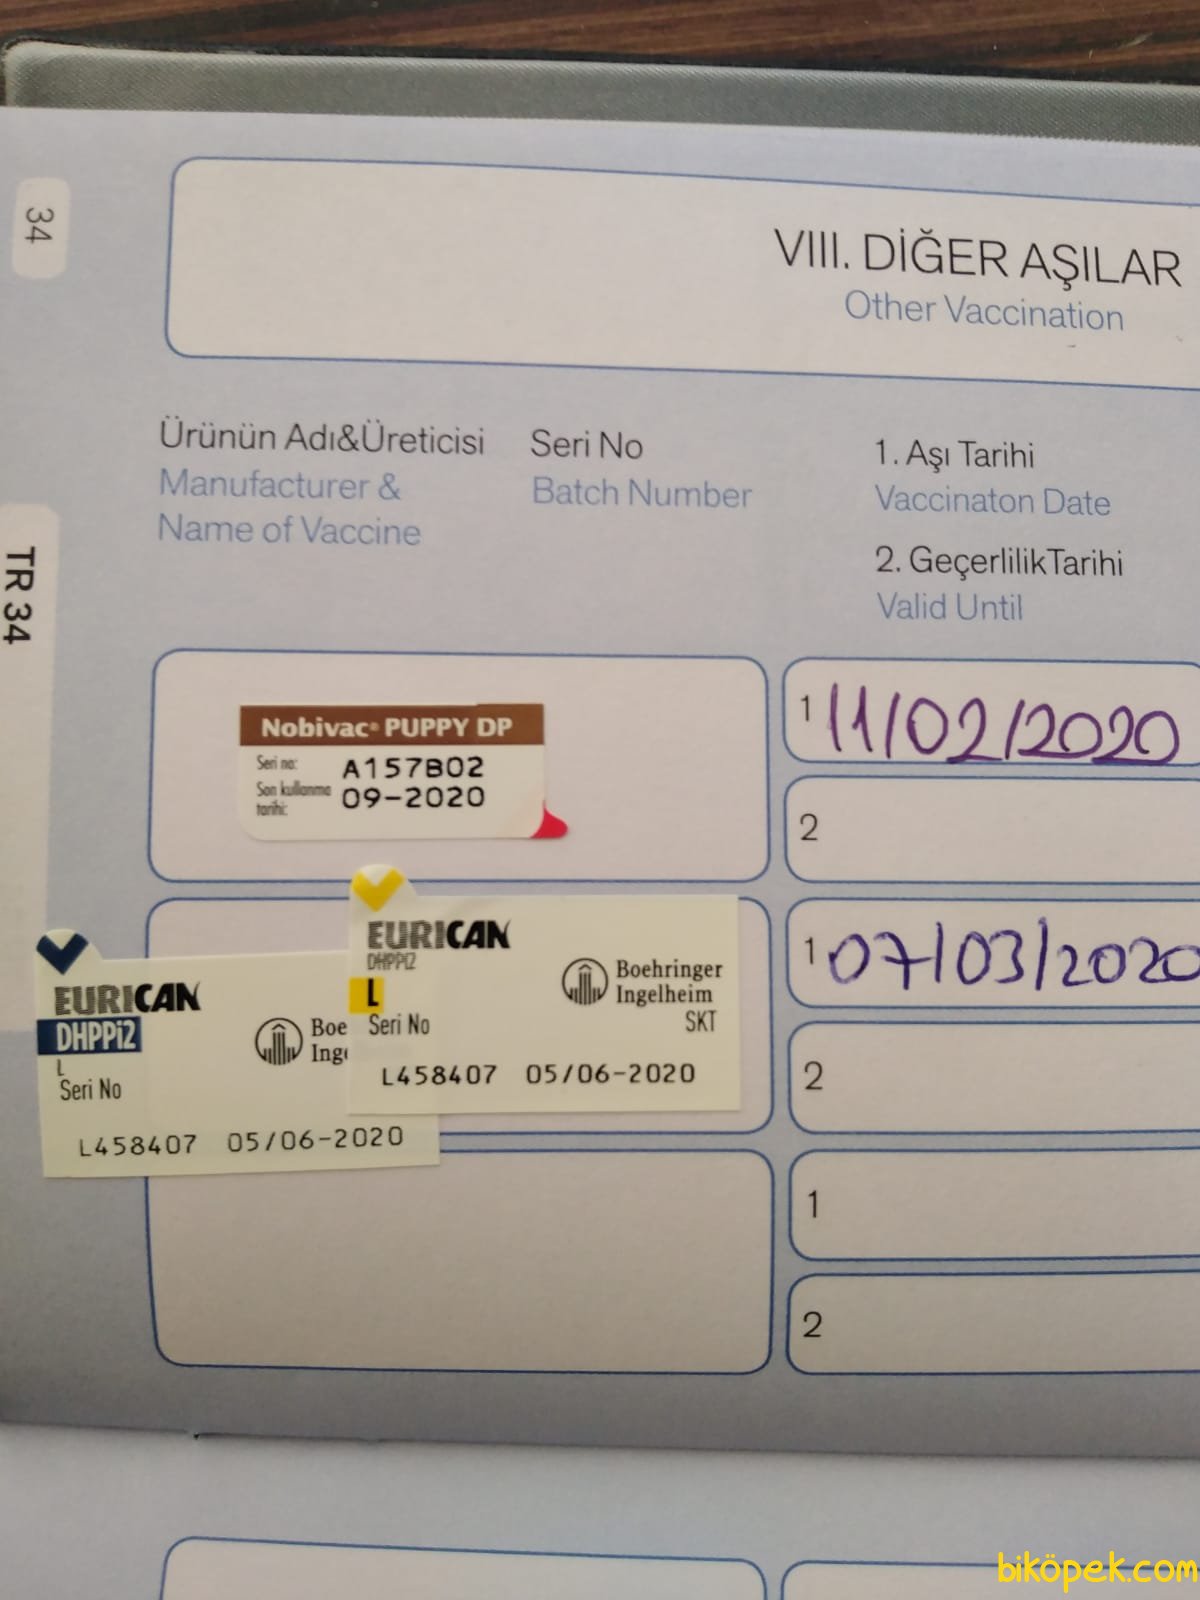 34
VIII. DİĞER AŞILAR
Other Vaccination
Ürünün Adı&Üreticisi
Manufacturer &
Name of Vaccine
Seri No
Batch Number
1. Aşı Tarihi
Vaccinaton Date
2. GeçerlilikTarihi
Valid Until
TR 34
Nobivac® PUPPY DP
Seri no: A157B02
Son kullanma tarihi: 09-2020
1 11/02/2020
2
EURICAN
DHPPi2
L
Boehringer
Ingelheim
Seri No
SKT
L458407 05/06-2020
1 07/03/2020
2
EURICAN
DHPPi2
L
Boe
Inge
Seri No
L458407 05/06-2020
1
2
biköpek.com